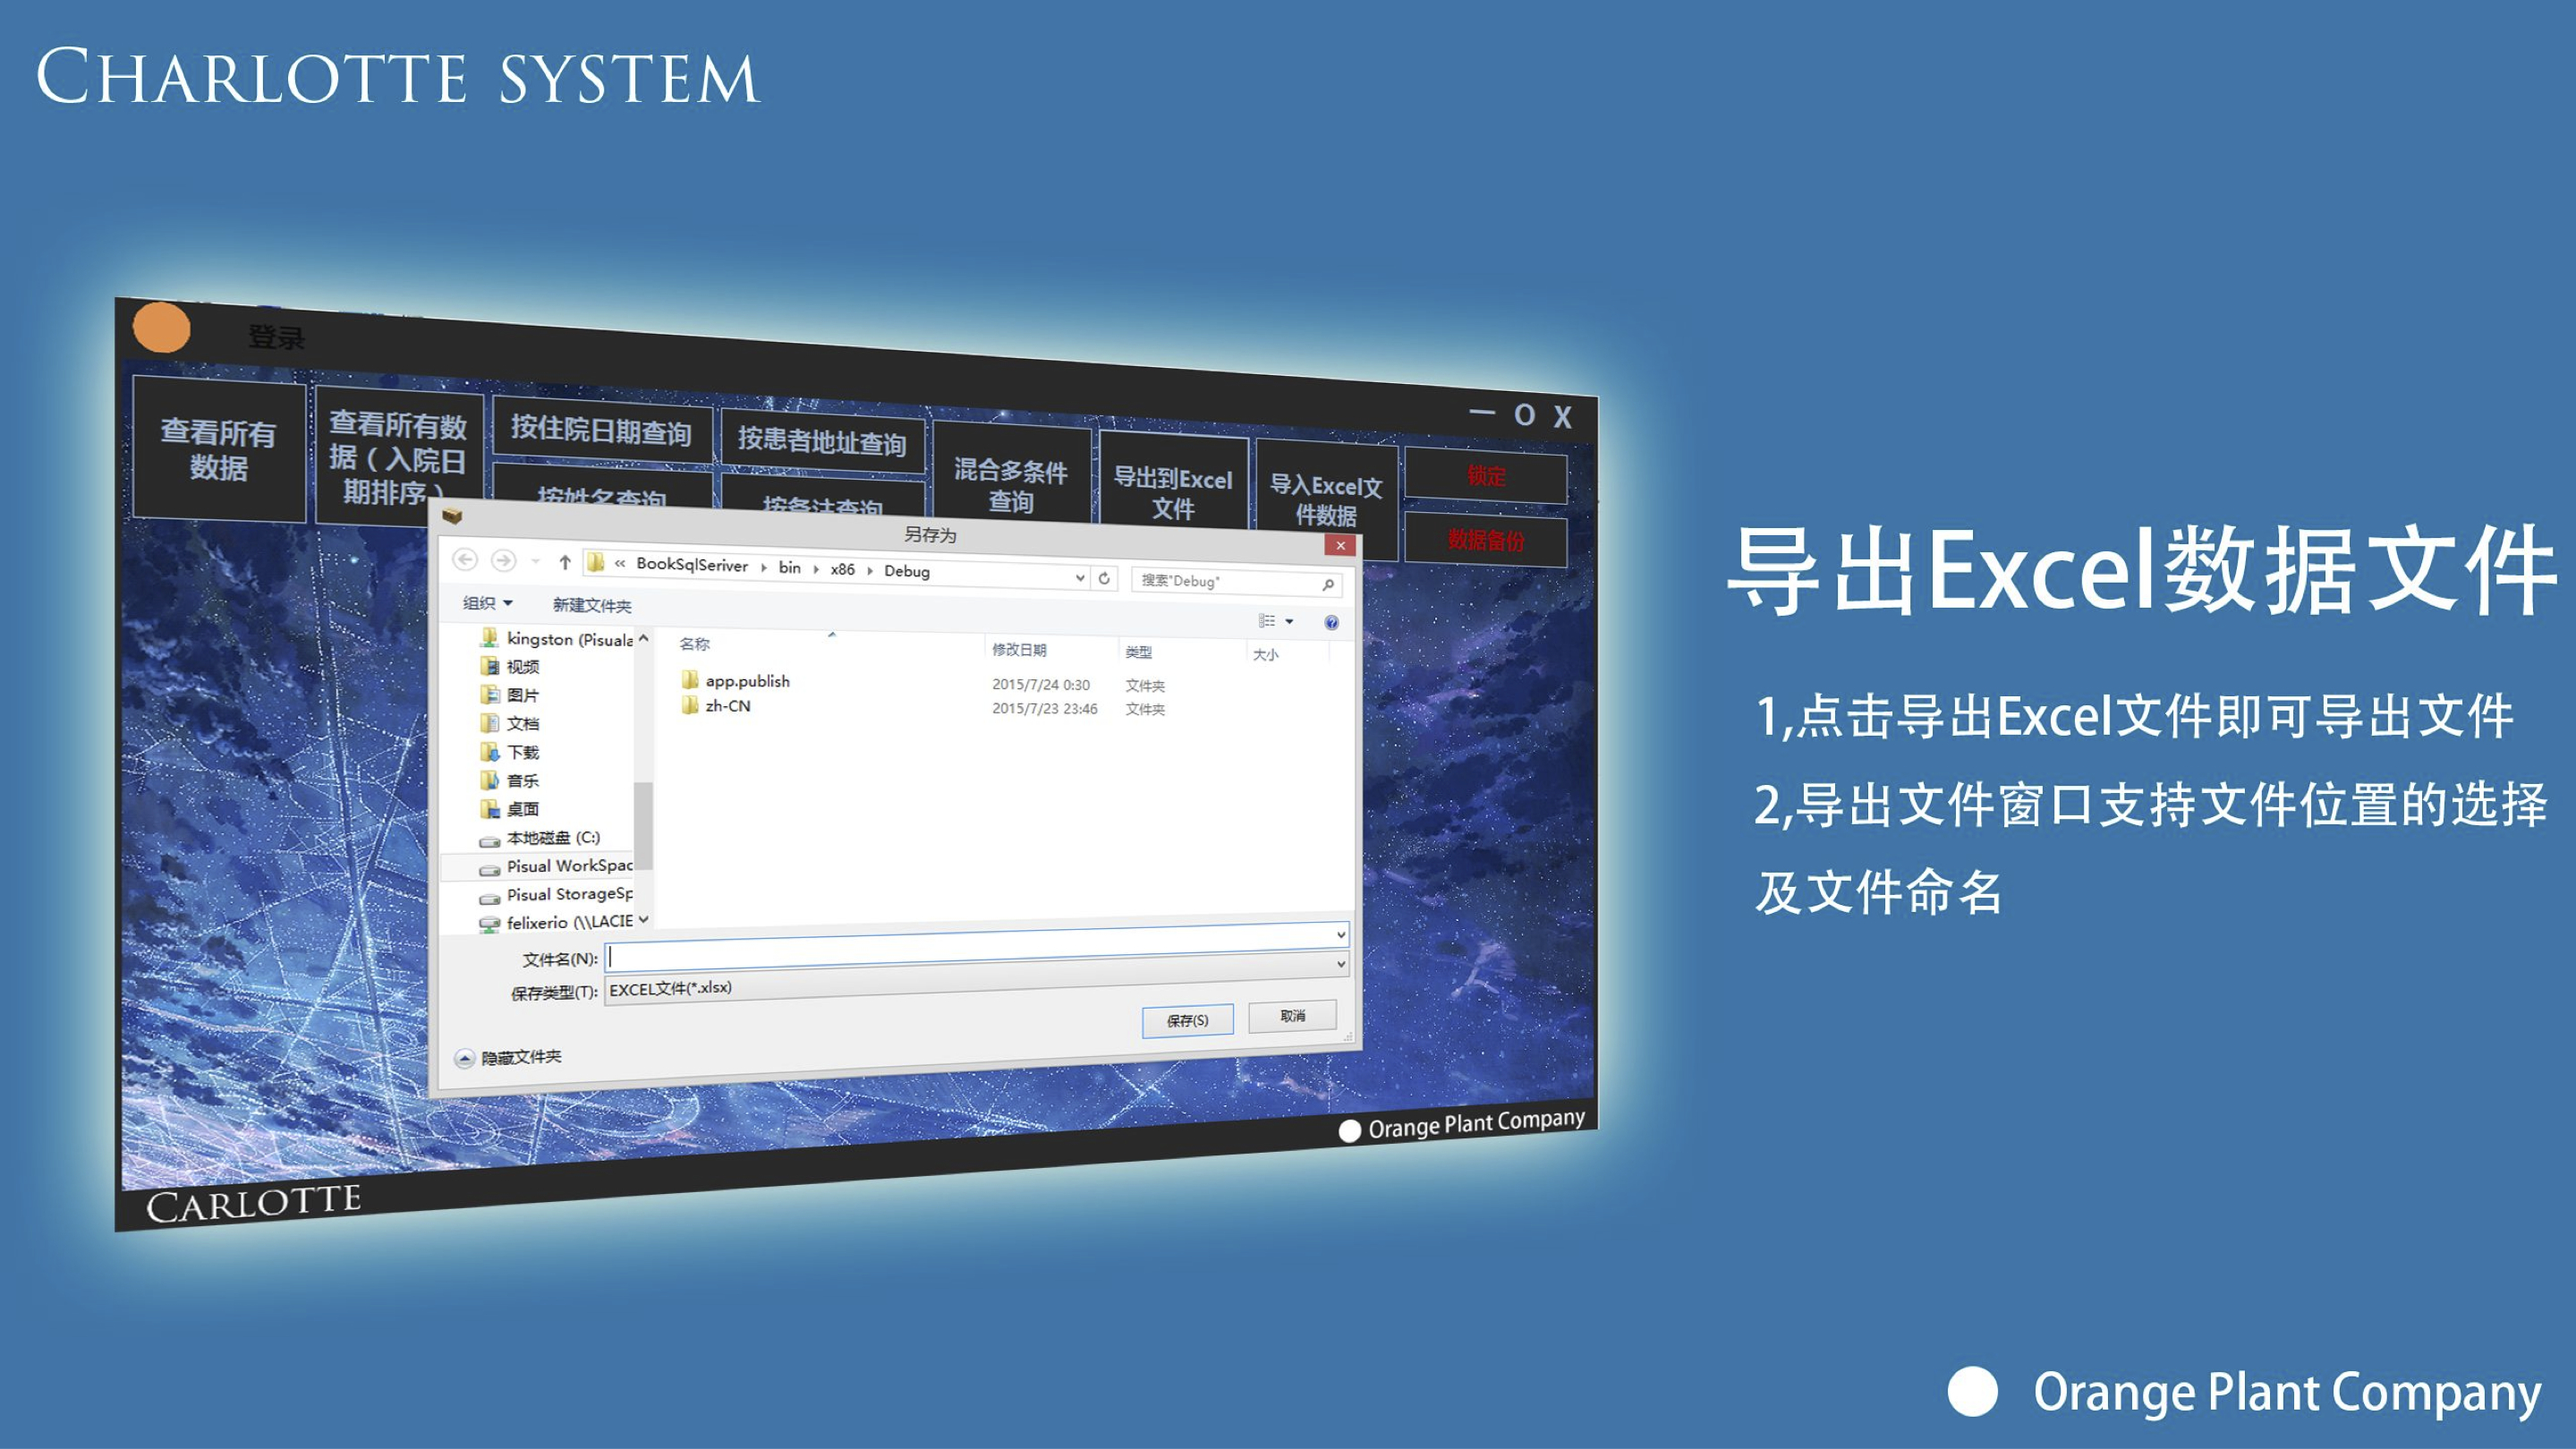 CHARLOTTE SYSTEM
登录
— O X
查看所有
数据
查看所有数
据（入院日
期排序）
按住院日期查询
按姓名查询
按患者地址查询
按备注查询
混合多条件
查询
导出到Excel
文件
导入Excel文
件数据
锁定
数据备份
另存为
« BookSqlSeriver ▸ bin ▸ x86 ▸ Debug
搜索"Debug"
组织 新建文件夹
kingston (Pisuala
视频
图片
文档
下载
音乐
桌面
本地磁盘 (C:)
Pisual WorkSpac
Pisual StorageSp
felixerio (\\LACIE
名称 修改日期 类型 大小
app.publish 2015/7/24 0:30 文件夹
zh-CN 2015/7/23 23:46 文件夹
文件名(N):
保存类型(T): EXCEL文件(*.xlsx)
保存(S) 取消
隐藏文件夹
Orange Plant Company
CARLOTTE
导出Excel数据文件
1,点击导出Excel文件即可导出文件
2,导出文件窗口支持文件位置的选择
及文件命名
Orange Plant Company